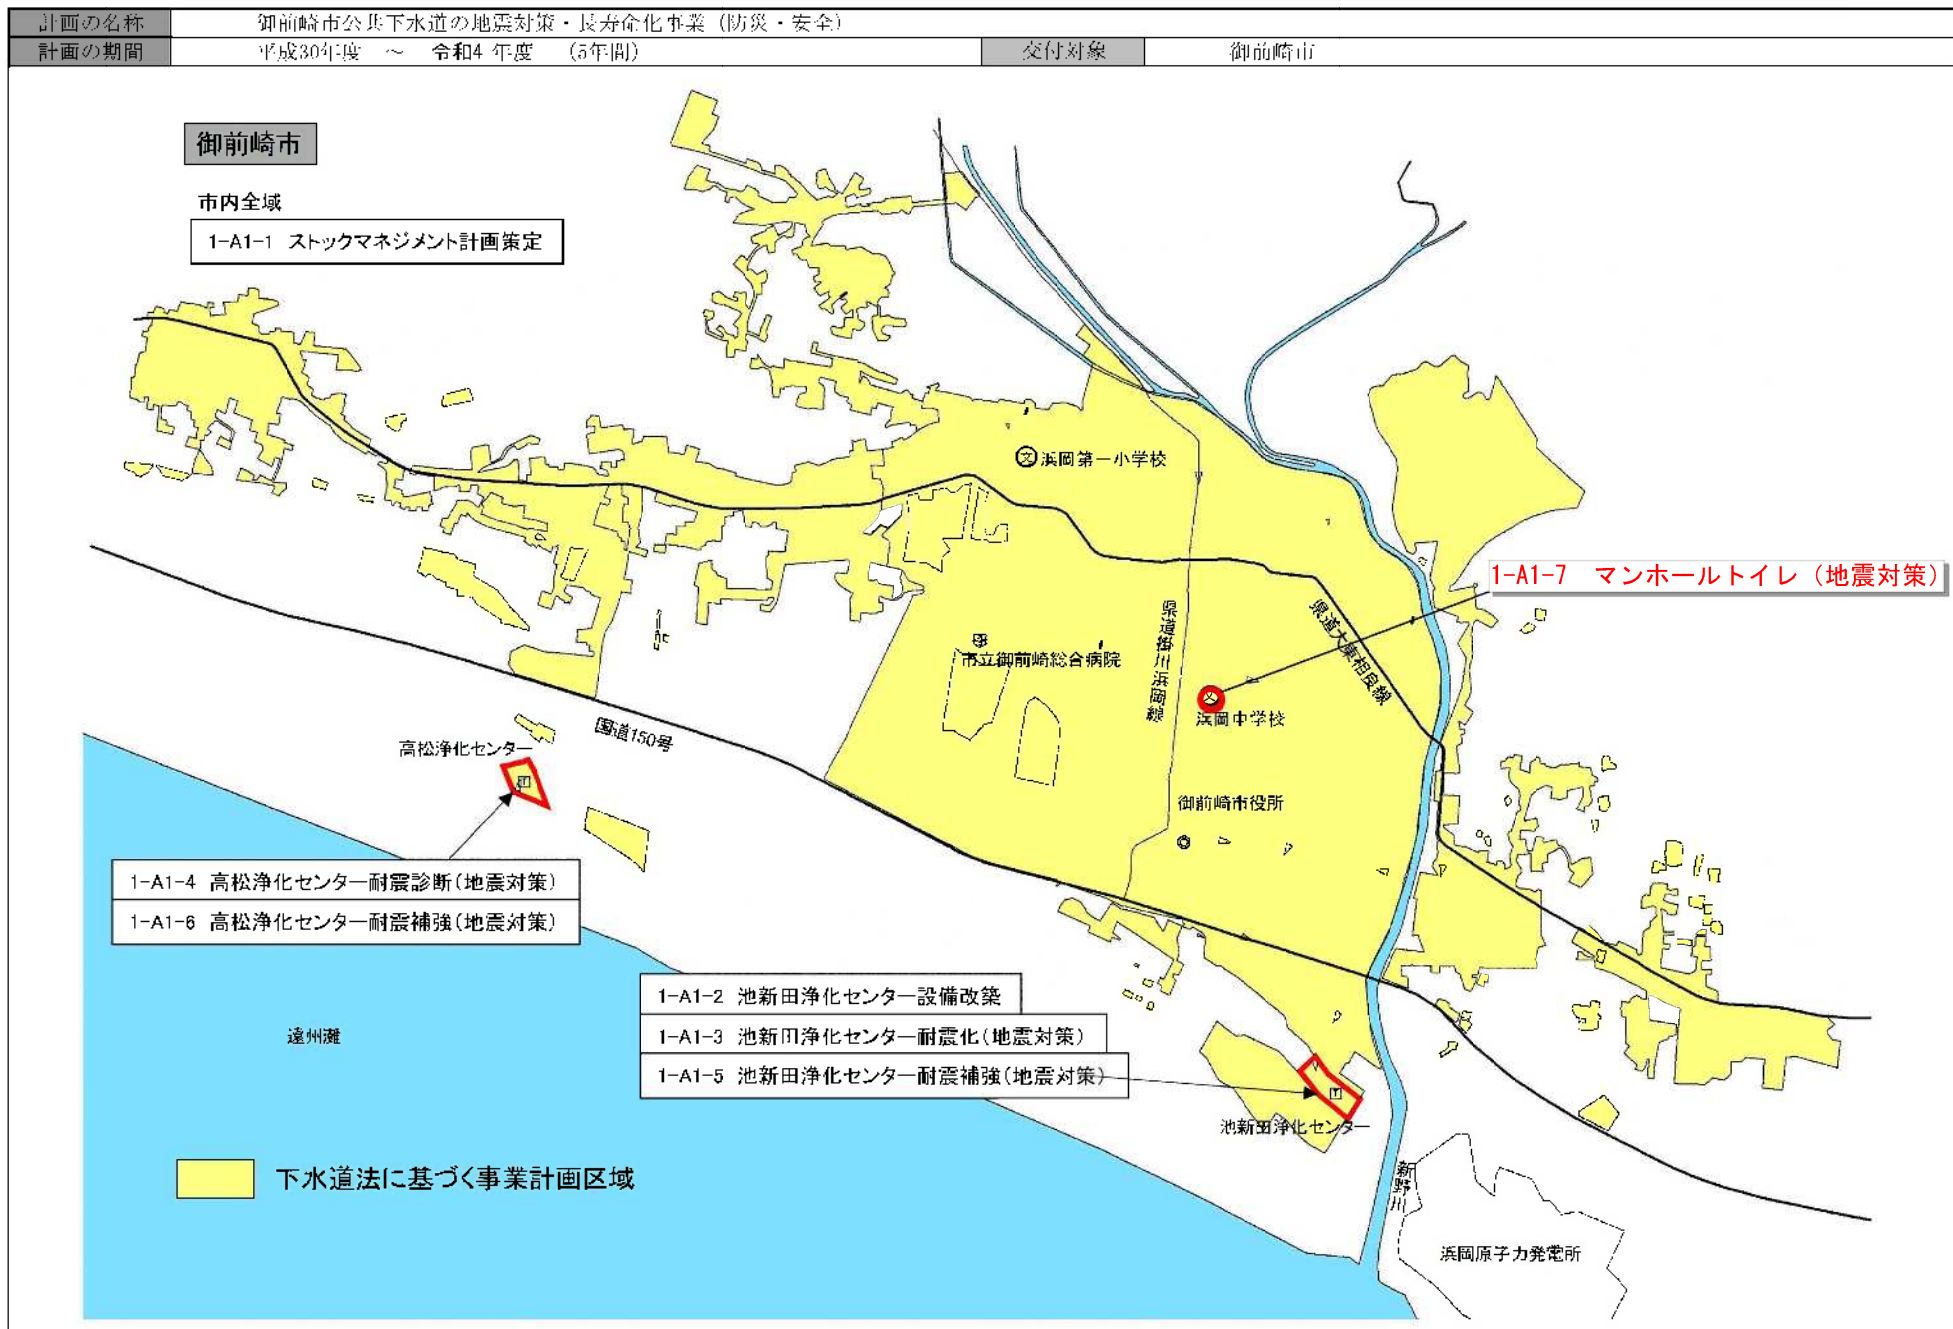 計画の名称 御前崎市公共下水道の地震対策・長寿命化事業（防災・安全）
計画の期間 平成30年度 ～ 令和4年度 (5年間) 交付対象 御前崎市
御前崎市
市内全域
1-A1-1 ストックマネジメント計画策定
浜岡第一小学校
1-A1-7 マンホールトイレ（地震対策）
県道掛川浜岡線
県道大東相良線
市立御前崎総合病院
浜岡中学校
国道150号
高松浄化センター
御前崎市役所
1-A1-4 高松浄化センター耐震診断(地震対策)
1-A1-6 高松浄化センター耐震補強(地震対策)
1-A1-2 池新田浄化センター設備改築
1-A1-3 池新田浄化センター耐震化(地震対策)
1-A1-5 池新田浄化センター耐震補強(地震対策)
遠州灘
池新田浄化センター
新野川
下水道法に基づく事業計画区域
浜岡原子力発電所